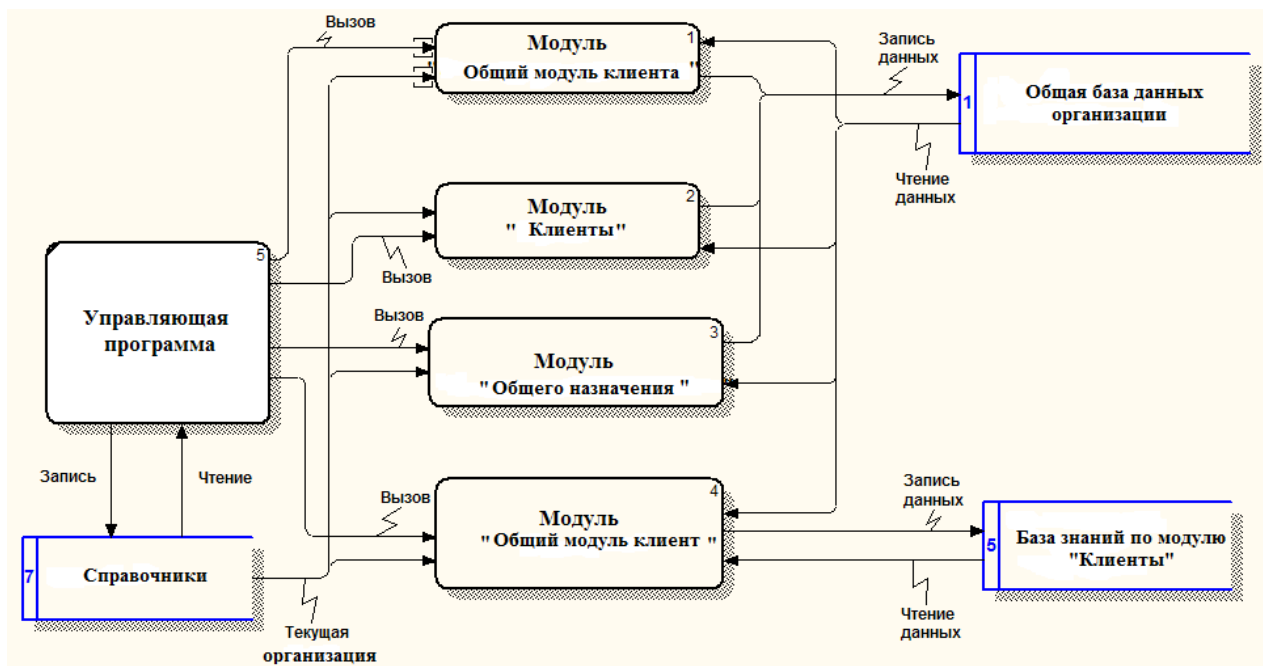 Вызов
Модуль
1
" Общий модуль клиента "
Запись
данных
1
Общая база данных
организации
Чтение
данных
Модуль
2
" Клиенты"
Вызов
5
Управляющая
программа
Вызов
3
Модуль
"Общего назначения "
Запись
Чтение
Вызов
4
Модуль
"Общий модуль клиент "
Запись
данных
5
База знаний по модулю
"Клиенты"
Чтение
данных
7
Справочники
Текущая
организация